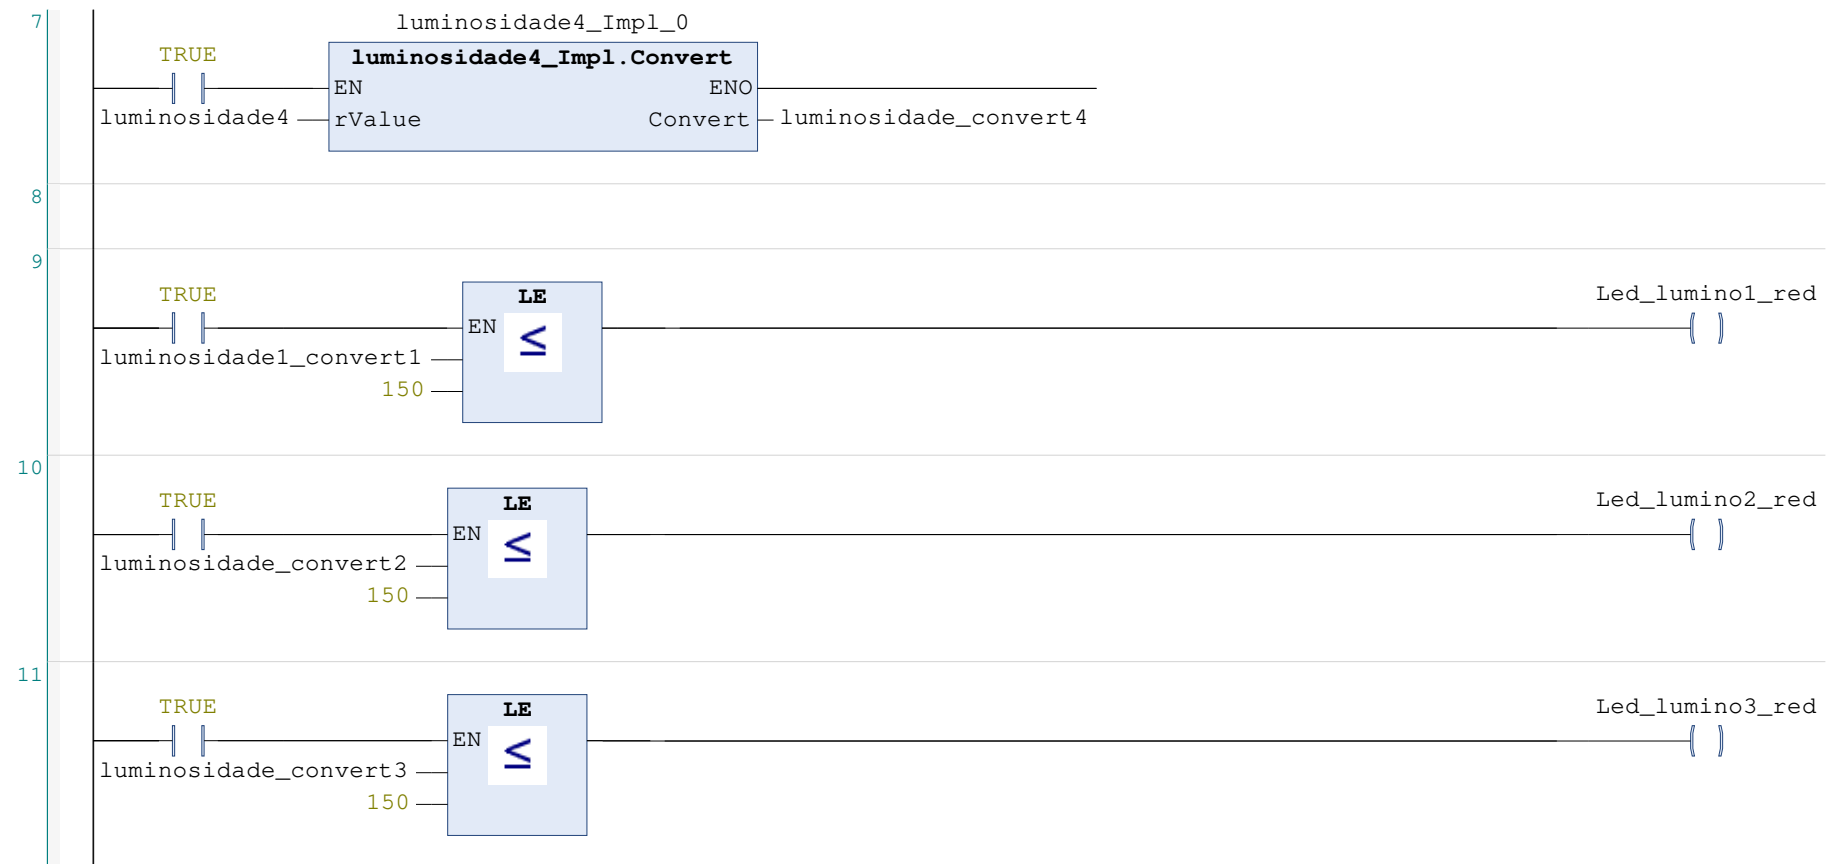 7
luminosidade4_Impl_0
TRUE
luminosidade4_Impl.Convert
EN ENO
luminosidade4 rValue Convert luminosidade_convert4
8
9
TRUE LE Led_lumino1_red
EN ≤
luminosidade1_convert1
150
10
TRUE LE Led_lumino2_red
EN ≤
luminosidade_convert2
150
11
TRUE LE Led_lumino3_red
EN ≤
luminosidade_convert3
150